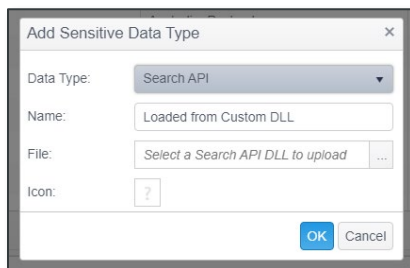 Add Sensitive Data Type ×
Data Type: Search API
Name: Loaded from Custom DLL
File: Select a Search API DLL to upload ...
Icon: ?
OK Cancel